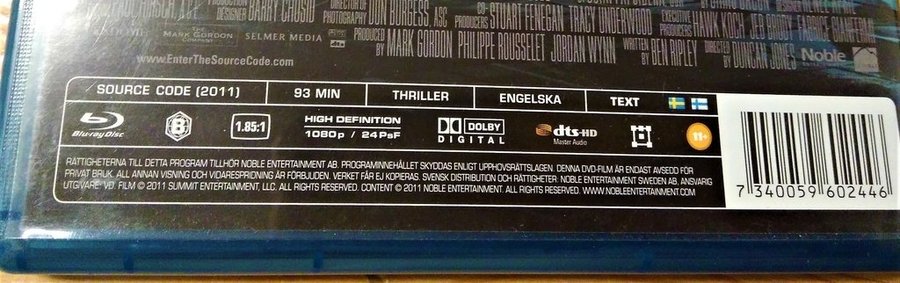 PRODUCTION DESIGNER BARRY CHUSID DIRECTOR OF PHOTOGRAPHY DON BURGESS, ASC CO-PRODUCERS STUART FENEGAN TRACY UNDERWOOD EXECUTIVE PRODUCERS HAWK KOCH JEB BRODY FABRICE GIANFERMI
MARK GORDON COMPANY SELMER MEDIA dts PRODUCED BY MARK GORDON PHILIPPE ROUSSELET JORDAN WYNN WRITTEN BY BEN RIPLEY DIRECTED BY DUNCAN JONES Noble
www.EnterTheSourceCode.com
SOURCE CODE (2011) 93 MIN THRILLER ENGELSKA TEXT
Blu-ray Disc B 1.85:1 HIGH DEFINITION 1080p / 24PsF DOLBY DIGITAL dts-HD Master Audio 11+
RÄTTIGHETERNA TILL DETTA PROGRAM TILLHÖR NOBLE ENTERTAINMENT AB. PROGRAMINNEHÅLLET SKYDDAS ENLIGT UPPHOVSRÄTTSLAGEN. DENNA DVD-FILM ÄR ENDAST AVSEDD FÖR
PRIVAT BRUK. ALL ANNAN VISNING OCH VIDARESPRIDNING ÄR FÖRBJUDEN. VERKET FÅR EJ KOPIERAS. SVENSK DISTRIBUTION OCH RÄTTIGHETER: NOBLE ENTERTAINMENT SWEDEN AB, ANSVARIG
UTGIVARE: VD. FILM © 2011 SUMMIT ENTERTAINMENT, LLC. ALL RIGHTS RESERVED. CONTENT © 2011 NOBLE ENTERTAINMENT. ALL RIGHTS RESERVED. WWW.NOBLEENTERTAINMENT.COM
7 340059 602446